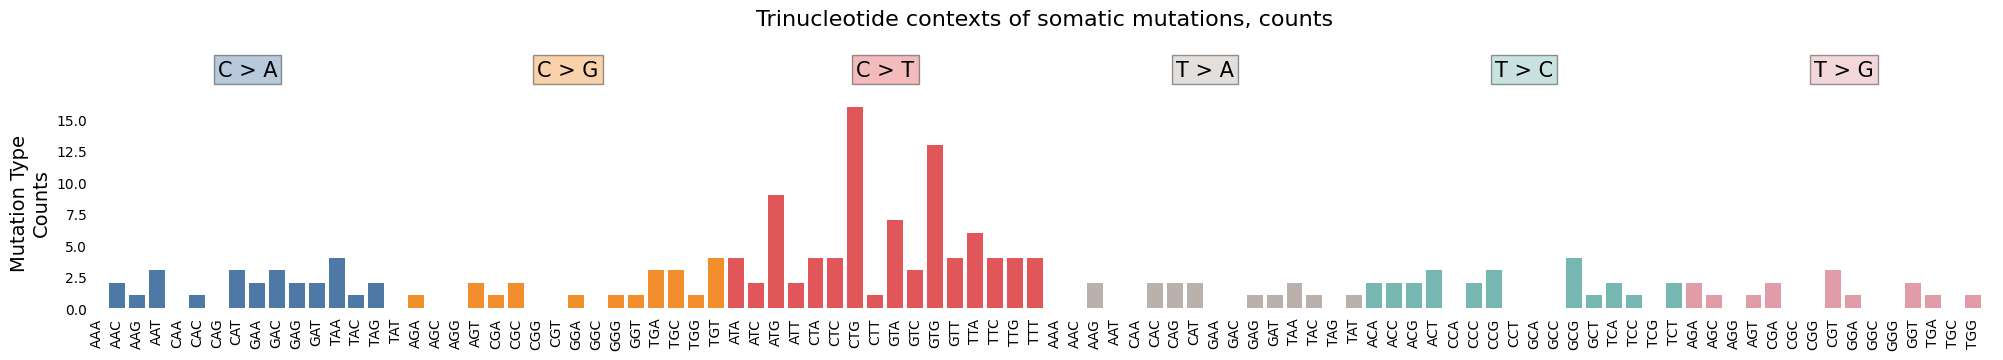 Trinucleotide contexts of somatic mutations, counts
C > A C > G C > T T > A T > C T > G
Mutation Type
Counts
15.0
12.5
10.0
7.5
5.0
2.5
0.0
AAA AAC AAG AAT CAA CAC CAG CAT GAA GAC GAG GAT TAA TAC TAG TAT AGA AGC AGG AGT CGA CGC CGG CGT GGA GGC GGG GGT TGA TGC TGG TGT ATA ATC ATG ATT CTA CTC CTG CTT GTA GTC GTG GTT TTA TTC TTG TTT AAA AAC AAG AAT CAA CAC CAG CAT GAA GAC GAG GAT TAA TAC TAG TAT ACA ACC ACG ACT CCA CCC CCG CCT GCA GCC GCG GCT TCA TCC TCG TCT AGA AGC AGG AGT CGA CGC CGG CGT GGA GGC GGG GGT TGA TGC TGG